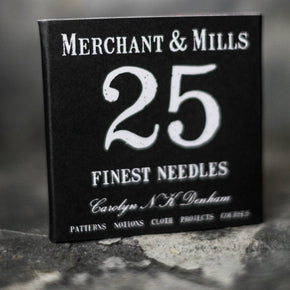 MERCHANT & MILLS
25
FINEST NEEDLES
Carolyn N.K Denham
PATTERNS NOTIONS CLOTH PROJECTS COURSES